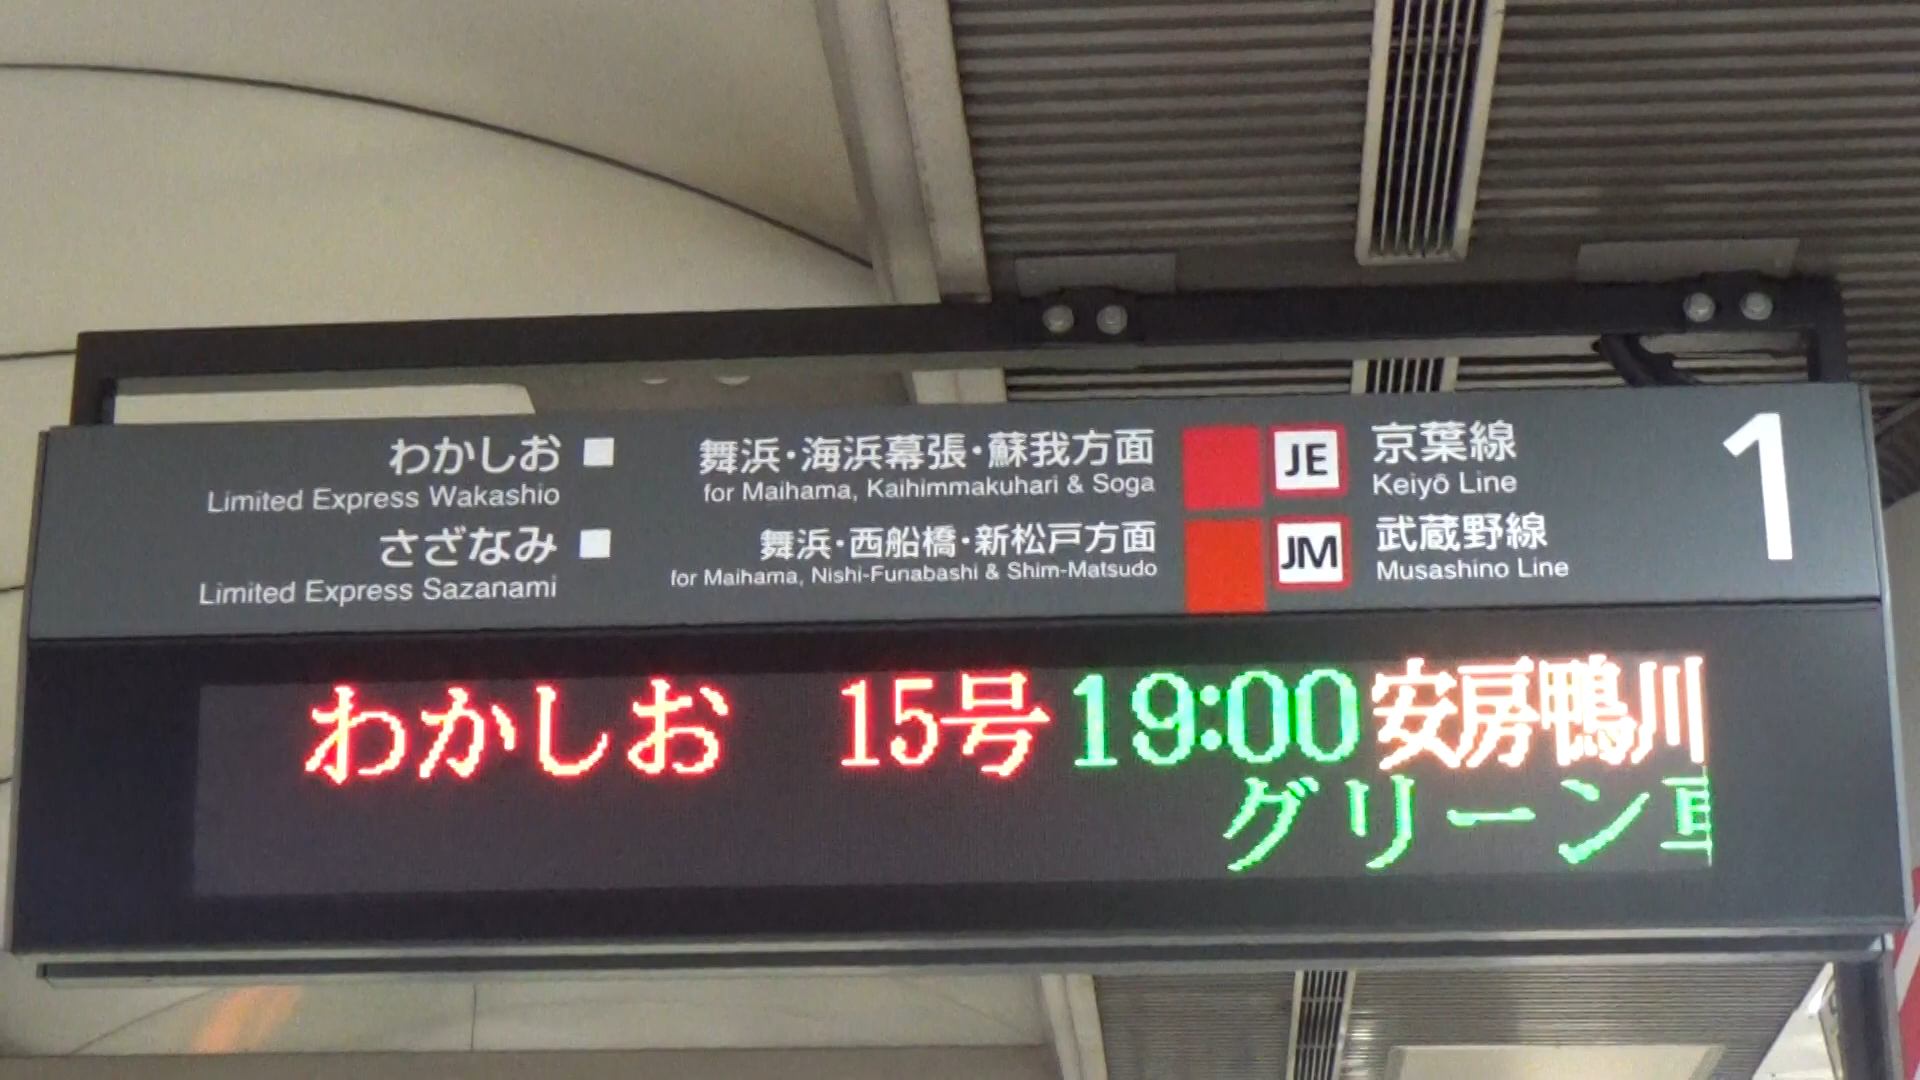 わかしお
Limited Express Wakashio
さざなみ
Limited Express Sazanami
舞浜・海浜幕張・蘇我方面
for Maihama, Kaihimmakuhari & Soga
舞浜・西船橋・新松戸方面
for Maihama, Nishi-Funabashi & Shim-Matsudo
JE 京葉線
Keiyō Line
JM 武蔵野線
Musashino Line
1
わかしお 15号 19:00 安房鴨川
グリーン車